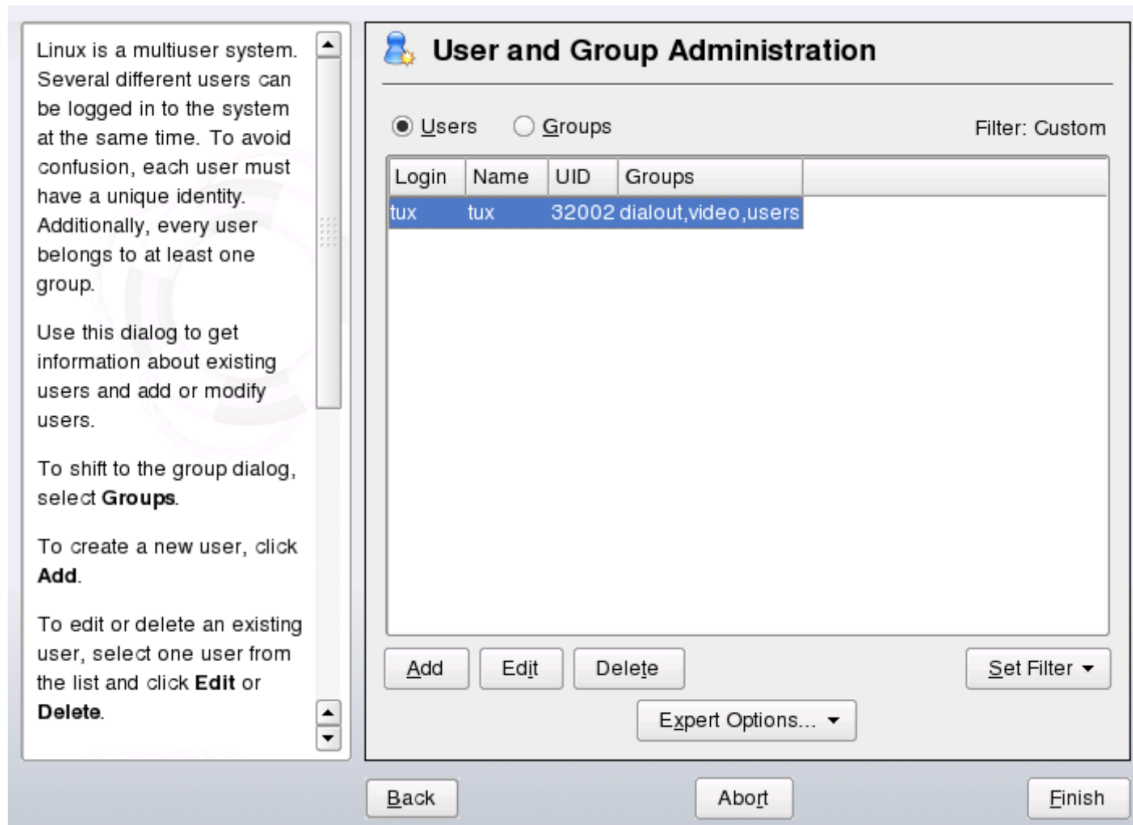 Linux is a multiuser system.
Several different users can
be logged in to the system
at the same time. To avoid
confusion, each user must
have a unique identity.
Additionally, every user
belongs to at least one
group.
Use this dialog to get
information about existing
users and add or modify
users.
To shift to the group dialog,
select Groups.
To create a new user, click
Add.
To edit or delete an existing
user, select one user from
the list and click Edit or
Delete.
User and Group Administration
Users Groups Filter: Custom
Login Name UID Groups
tux tux 32002 dialout,video,users
Add Edit Delete Set Filter
Expert Options...
Back Abort Finish